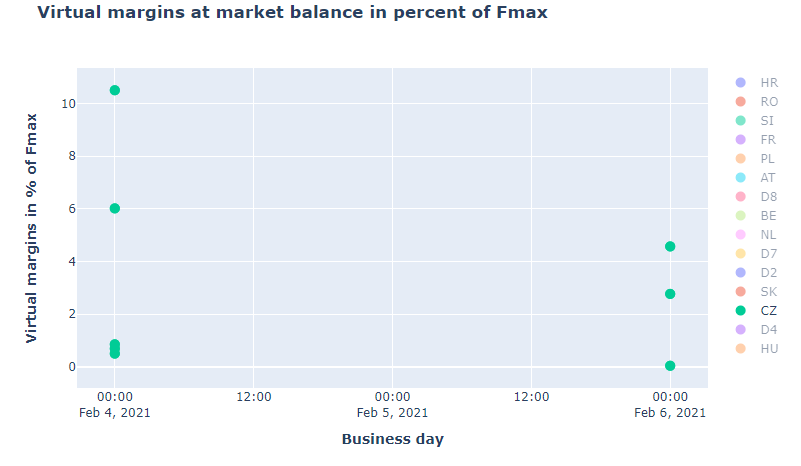 Virtual margins at market balance in percent of Fmax
Virtual margins in % of Fmax
10
8
6
4
2
0
00:00
Feb 4, 2021
12:00
00:00
Feb 5, 2021
12:00
00:00
Feb 6, 2021
Business day
HR
RO
SI
FR
PL
AT
D8
BE
NL
D7
D2
SK
CZ
D4
HU